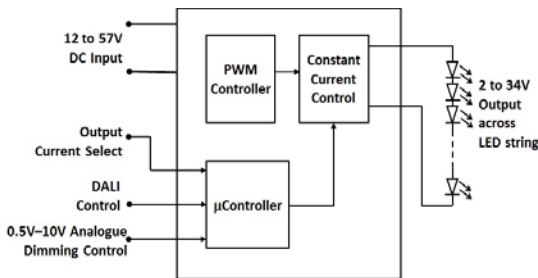 12 to 57V
DC Input
PWM
Controller
Constant
Current
Control
2 to 34V
Output
across
LED string
Output
Current Select
DALI
Control
0.5V–10V Analogue
Dimming Control
μController